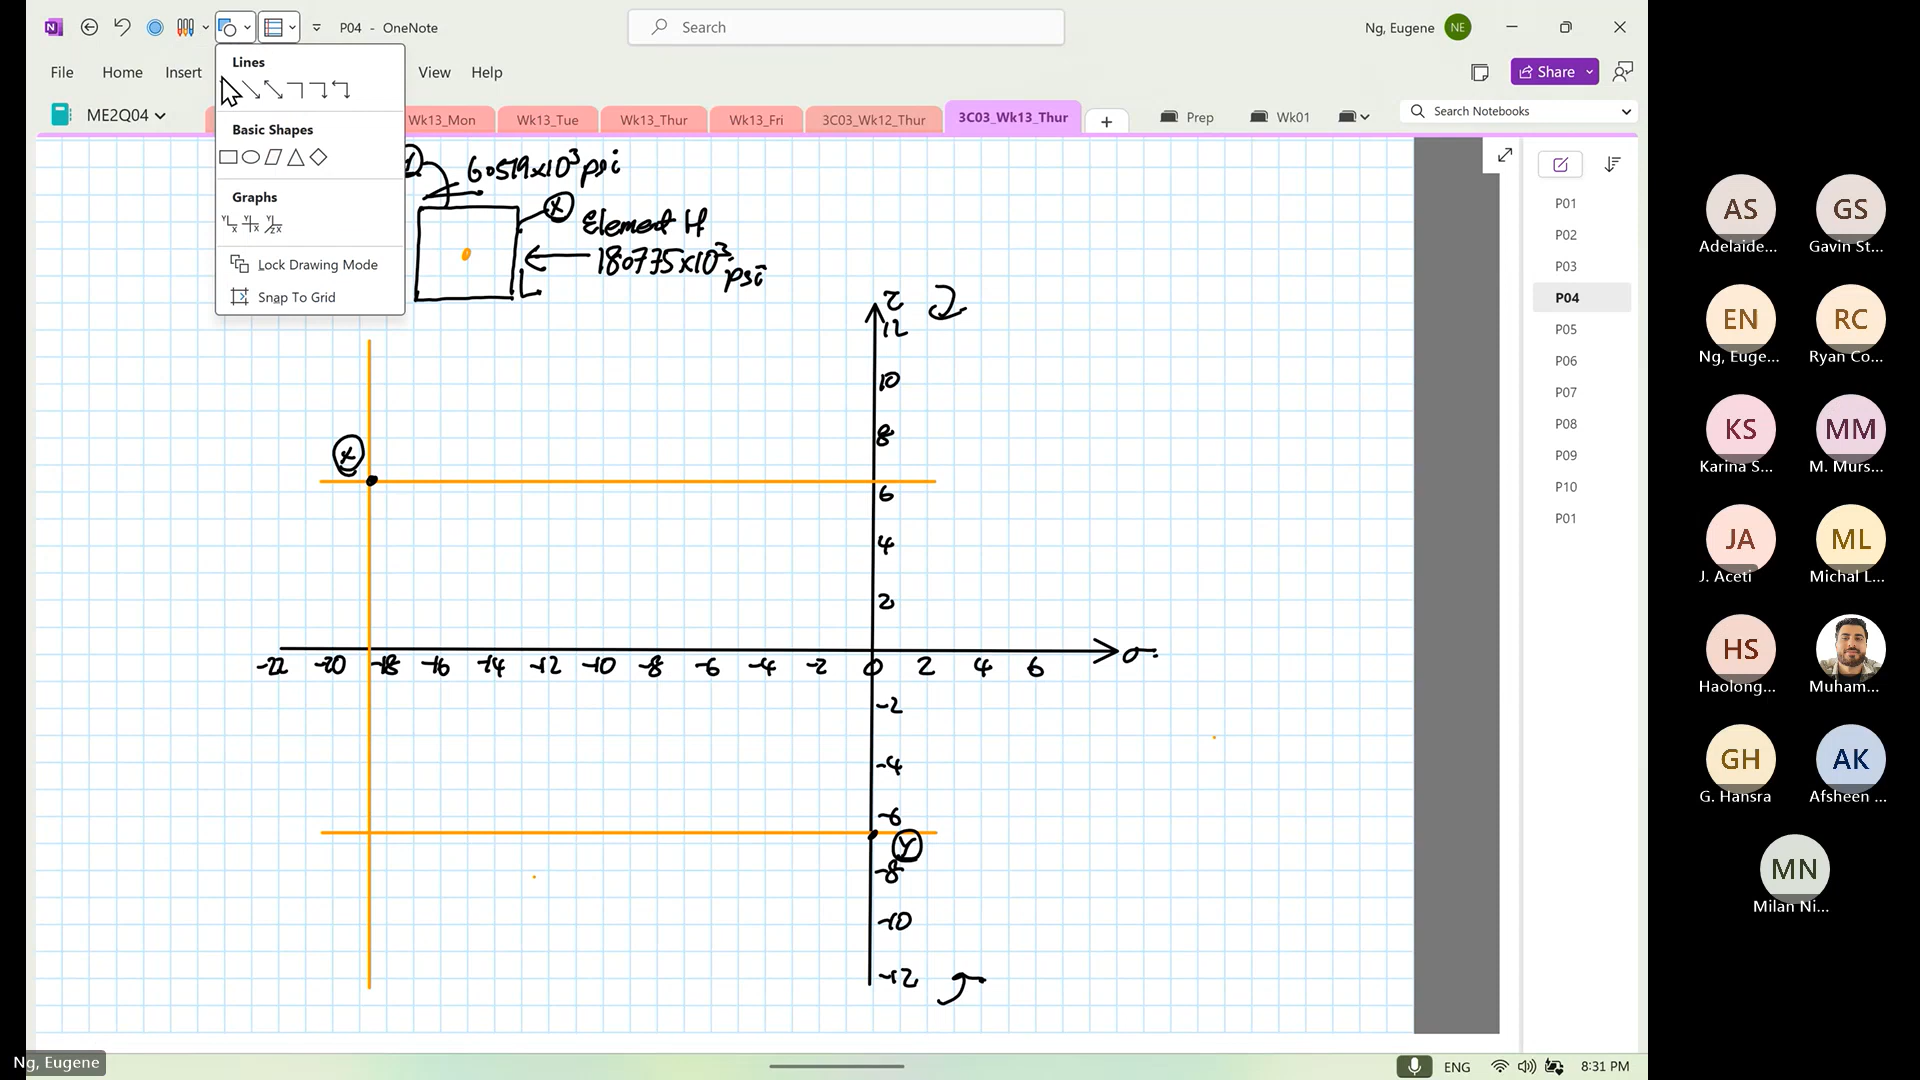 P04 - OneNote
Search
Ng, Eugene
NE
File Home Insert View Help
Share
Lines
Basic Shapes
Graphs
Lock Drawing Mode
Snap To Grid
ME2Q04
Wk13_Mon
Wk13_Tue
Wk13_Thur
Wk13_Fri
3C03_Wk12_Thur
3C03_Wk13_Thur
Prep
Wk01
Search Notebooks
6.0519x10³ psi
X
Element H
18.0775x10³
psi
τ
12
10
8
6
4
2
X
-22 -20 -18 -16 -14 -12 -10 -8 -6 -4 -2 0 2 4 6
σ
-2
-4
-6
Y
-8
-10
-12
P01
P02
P03
P04
P05
P06
P07
P08
P09
P10
P01
AS
Adelaide...
GS
Gavin St...
EN
Ng, Euge...
RC
Ryan Co...
KS
Karina S...
MM
M. Murs...
JA
J. Aceti
ML
Michal L...
HS
Haolong...
Muham...
GH
G. Hansra
AK
Afsheen ...
MN
Milan Ni...
Ng, Eugene
ENG
8:31 PM